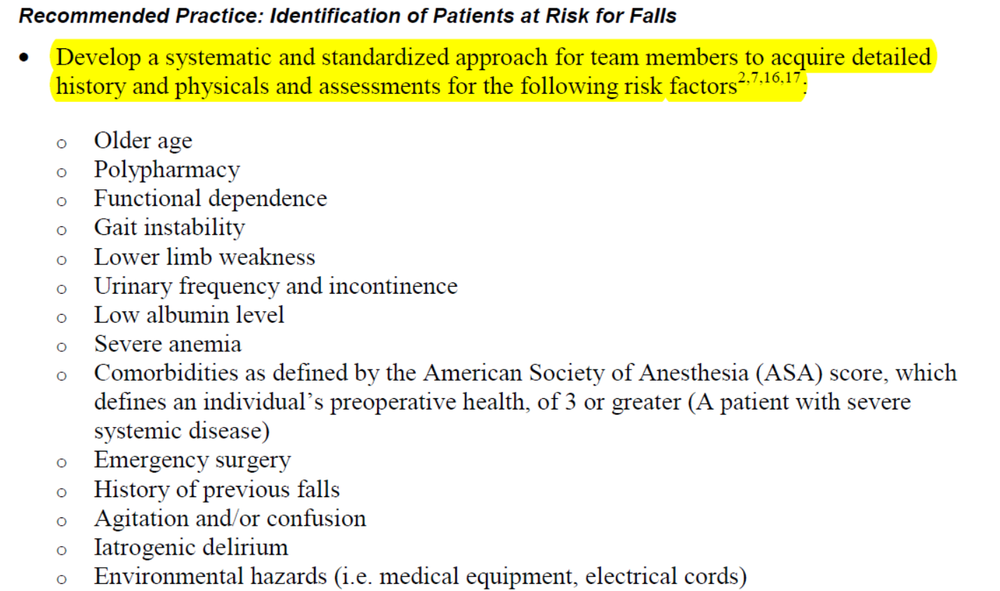 Recommended Practice: Identification of Patients at Risk for Falls
• Develop a systematic and standardized approach for team members to acquire detailed
history and physicals and assessments for the following risk factors2,7,16,17:
o Older age
o Polypharmacy
o Functional dependence
o Gait instability
o Lower limb weakness
o Urinary frequency and incontinence
o Low albumin level
o Severe anemia
o Comorbidities as defined by the American Society of Anesthesia (ASA) score, which
defines an individual’s preoperative health, of 3 or greater (A patient with severe
systemic disease)
o Emergency surgery
o History of previous falls
o Agitation and/or confusion
o Iatrogenic delirium
o Environmental hazards (i.e. medical equipment, electrical cords)